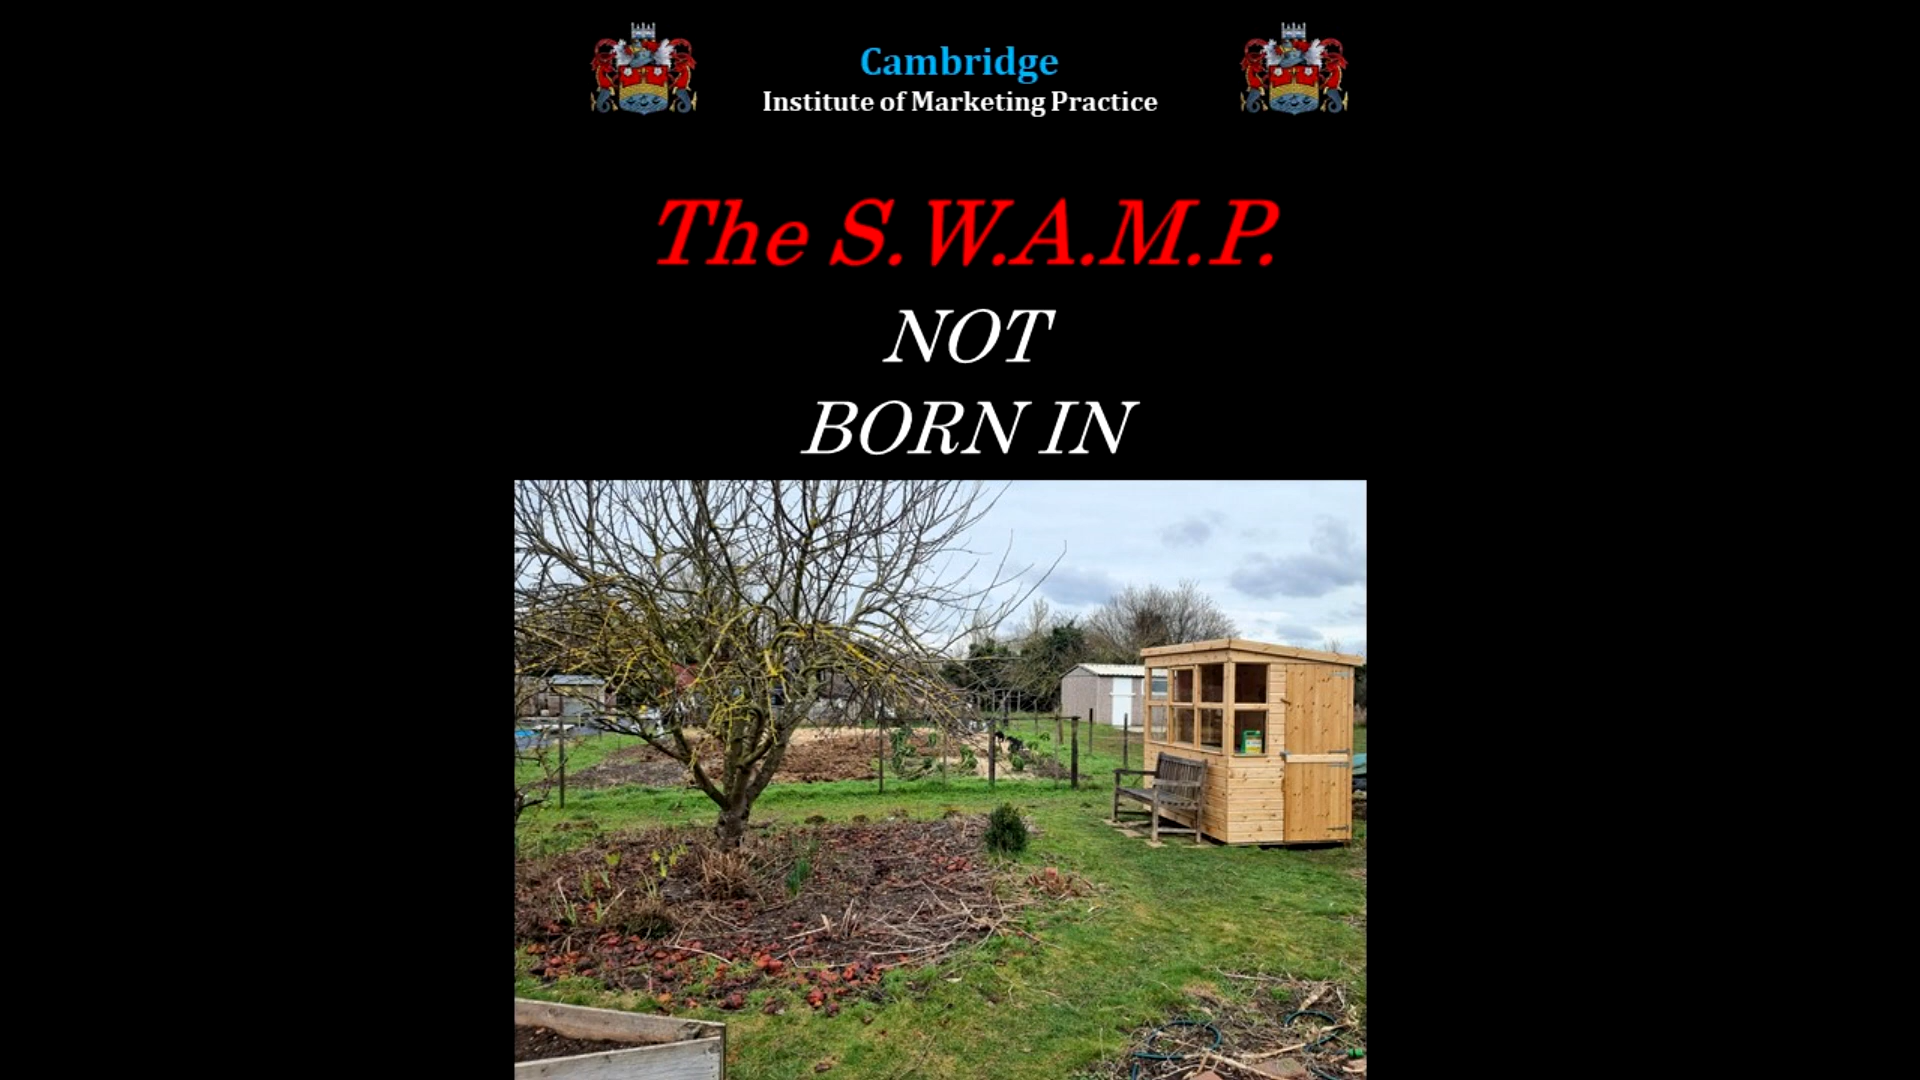 Cambridge
Institute of Marketing Practice
The S.W.A.M.P.
NOT
BORN IN